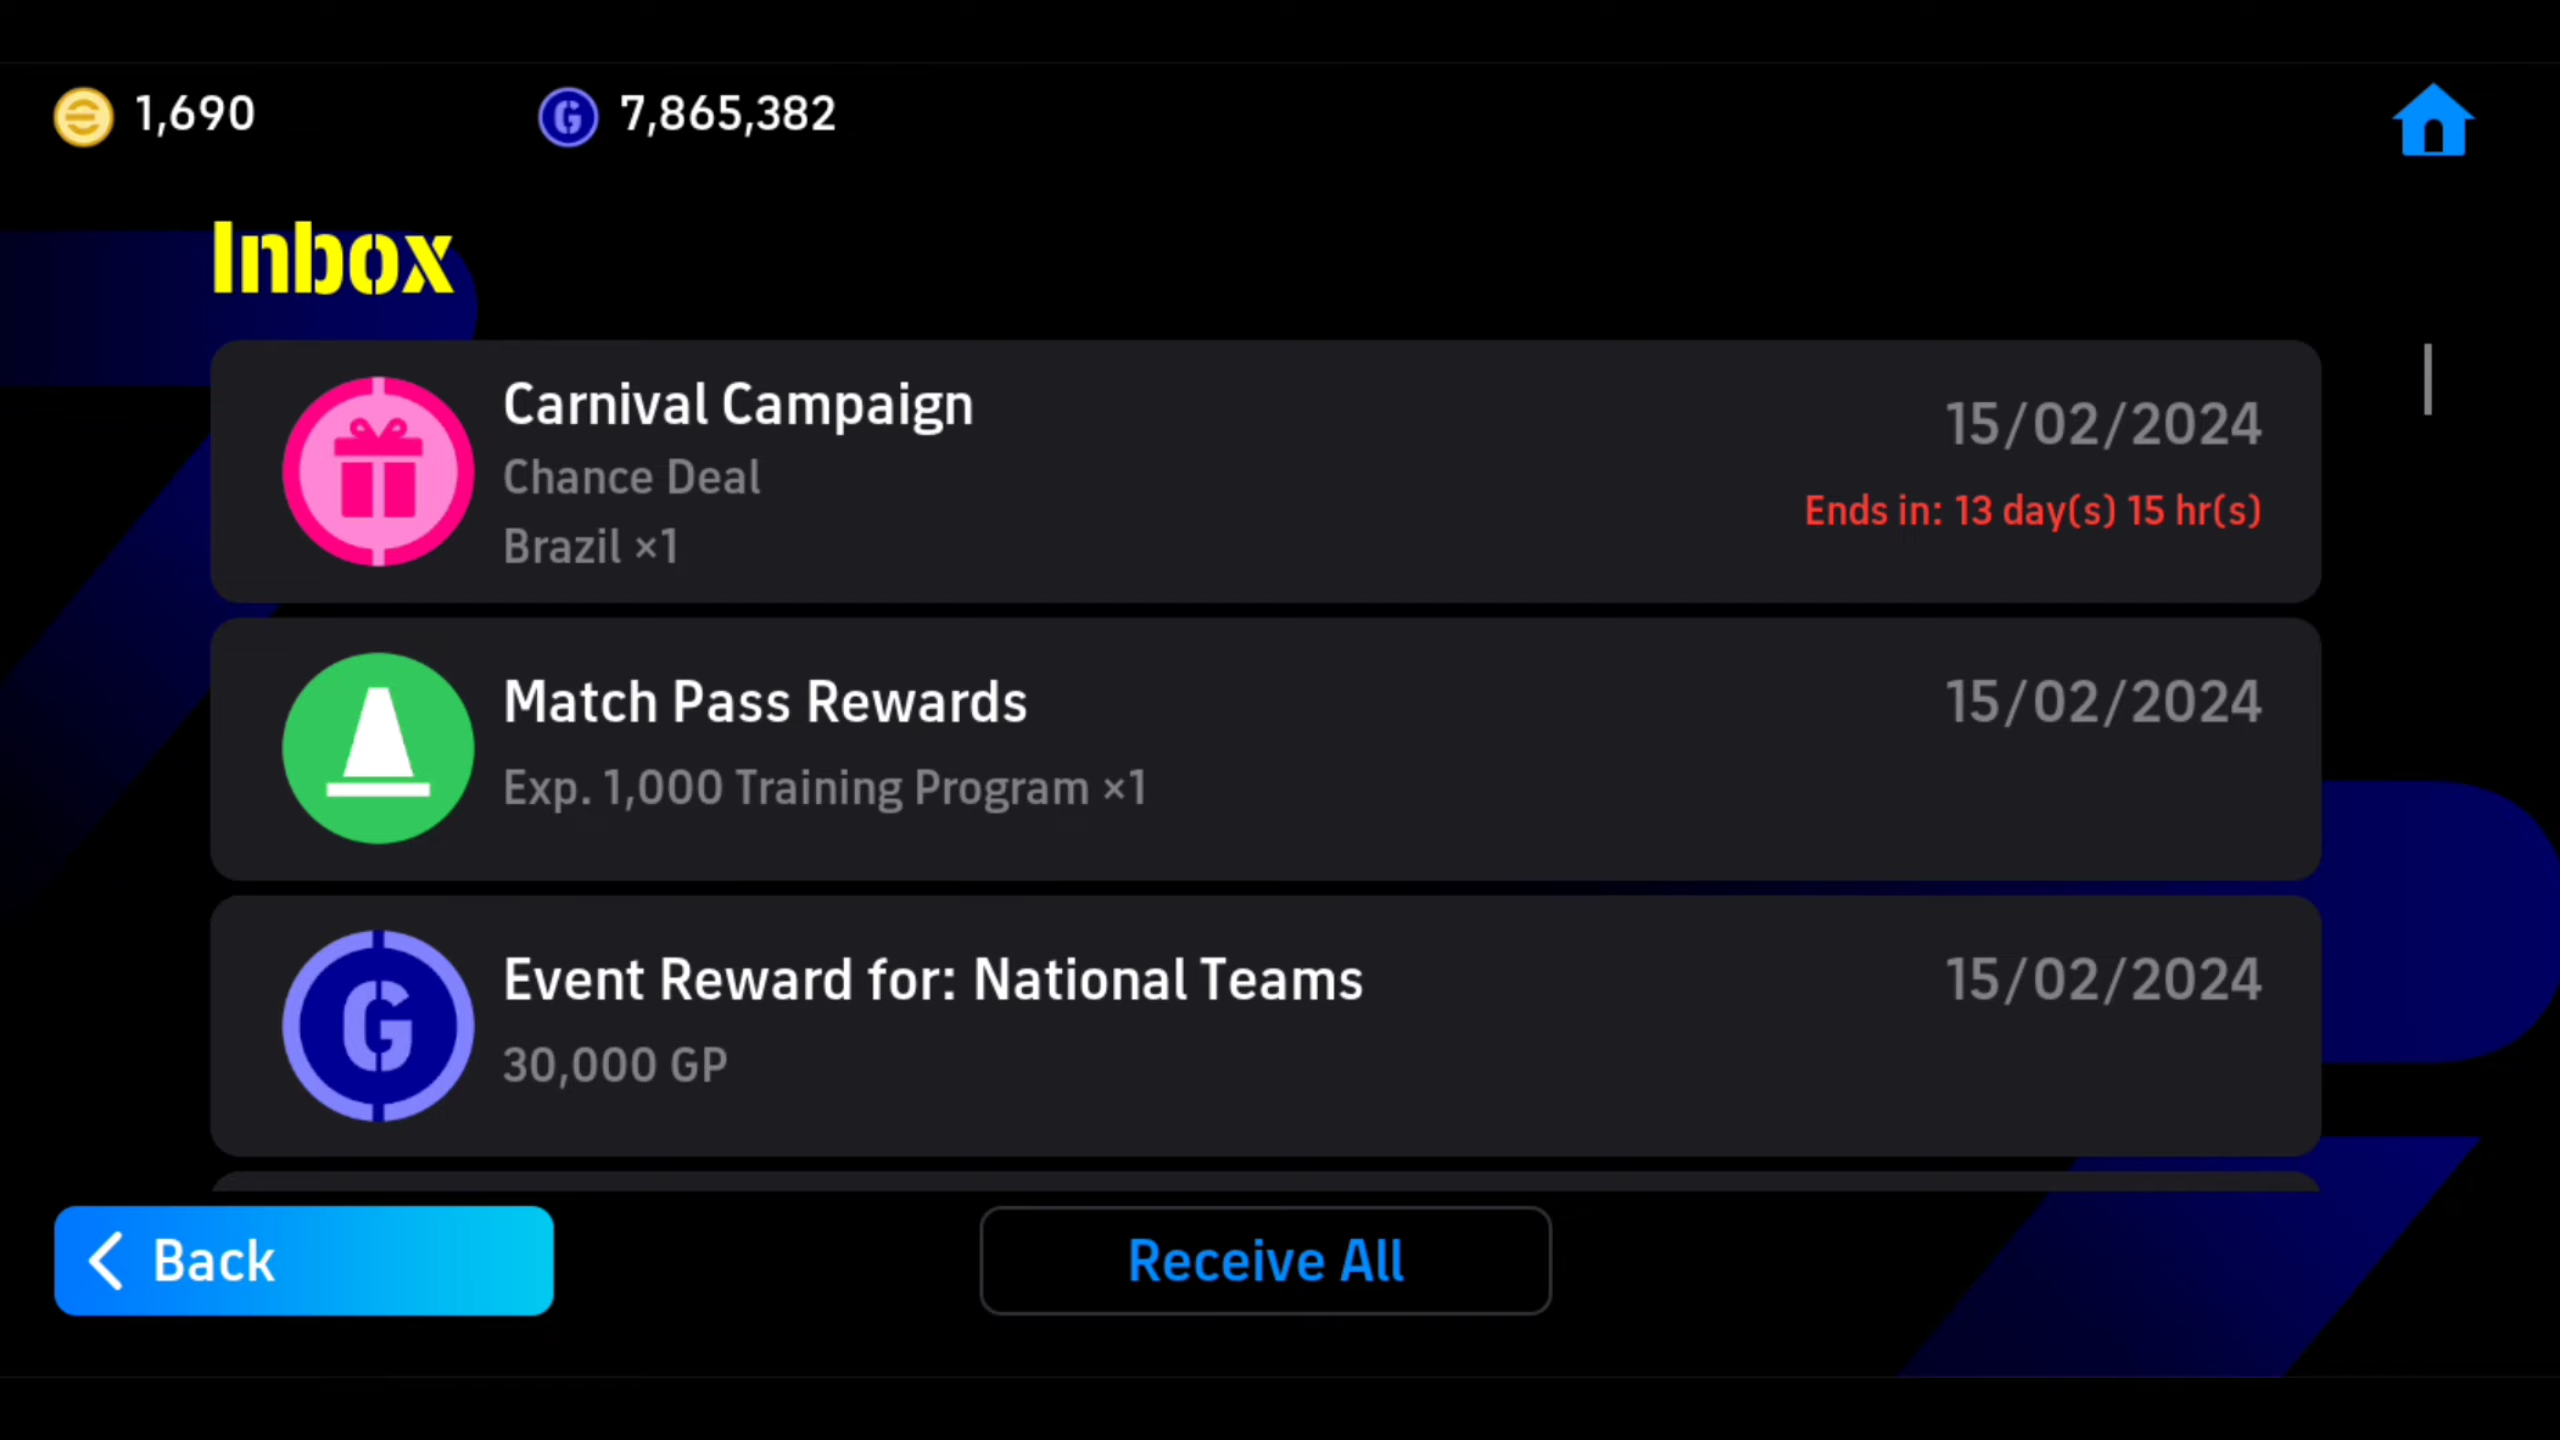 1,690
7,865,382
Inbox
Carnival Campaign
Chance Deal
Brazil ×1
15/02/2024
Ends in: 13 day(s) 15 hr(s)
Match Pass Rewards
Exp. 1,000 Training Program ×1
15/02/2024
G
Event Reward for: National Teams
30,000 GP
15/02/2024
Back
Receive All